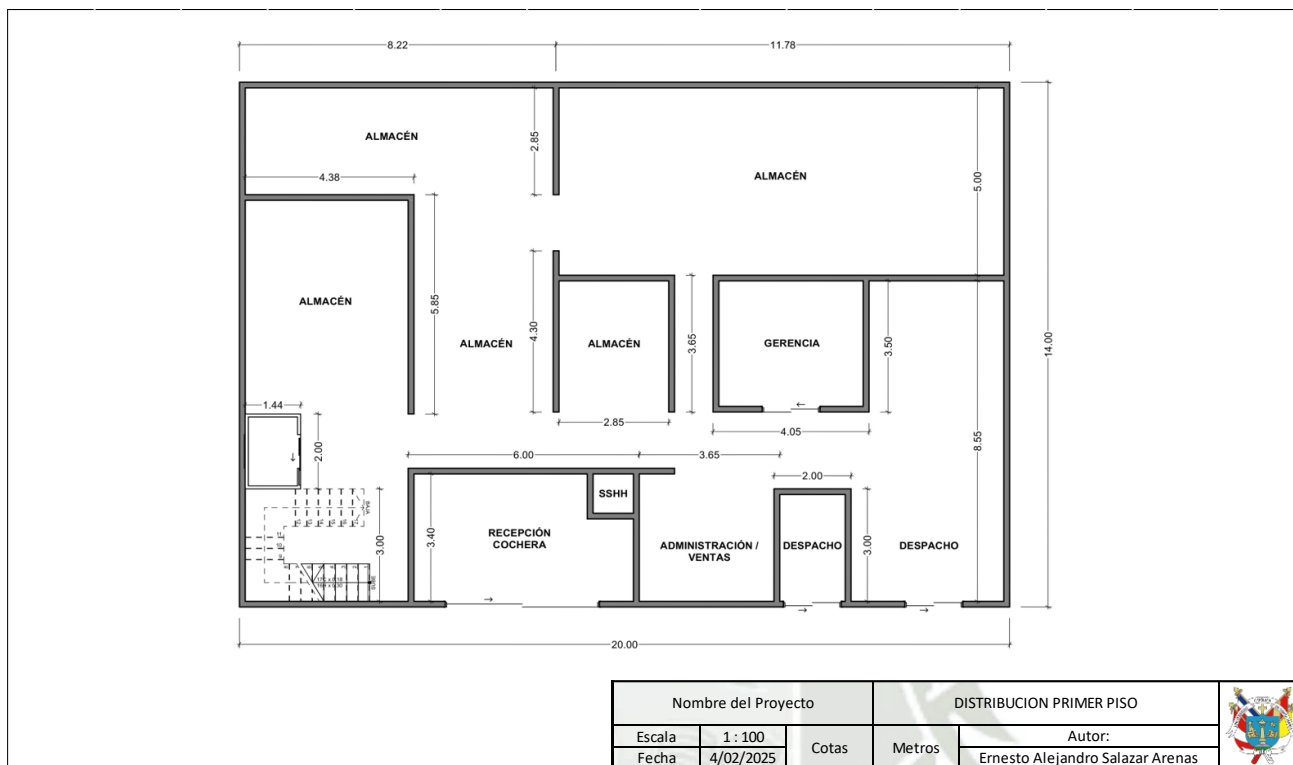 8.22
11.78
ALMACÉN
2.85
ALMACÉN
5.00
4.38
ALMACÉN
5.85
4.30
ALMACÉN
ALMACÉN
3.65
GERENCIA
3.50
14.00
1.44
2.00
2.85
4.05
8.55
6.00
3.65
2.00
SSHH
BAJA
3.00
3.40
RECEPCIÓN
COCHERA
ADMINISTRACIÓN /
VENTAS
DESPACHO
3.00
DESPACHO
SUBE
20.00
Nombre del Proyecto
DISTRIBUCION PRIMER PISO
Escala
1 : 100
Cotas
Metros
Autor:
Fecha
4/02/2025
Ernesto Alejandro Salazar Arenas